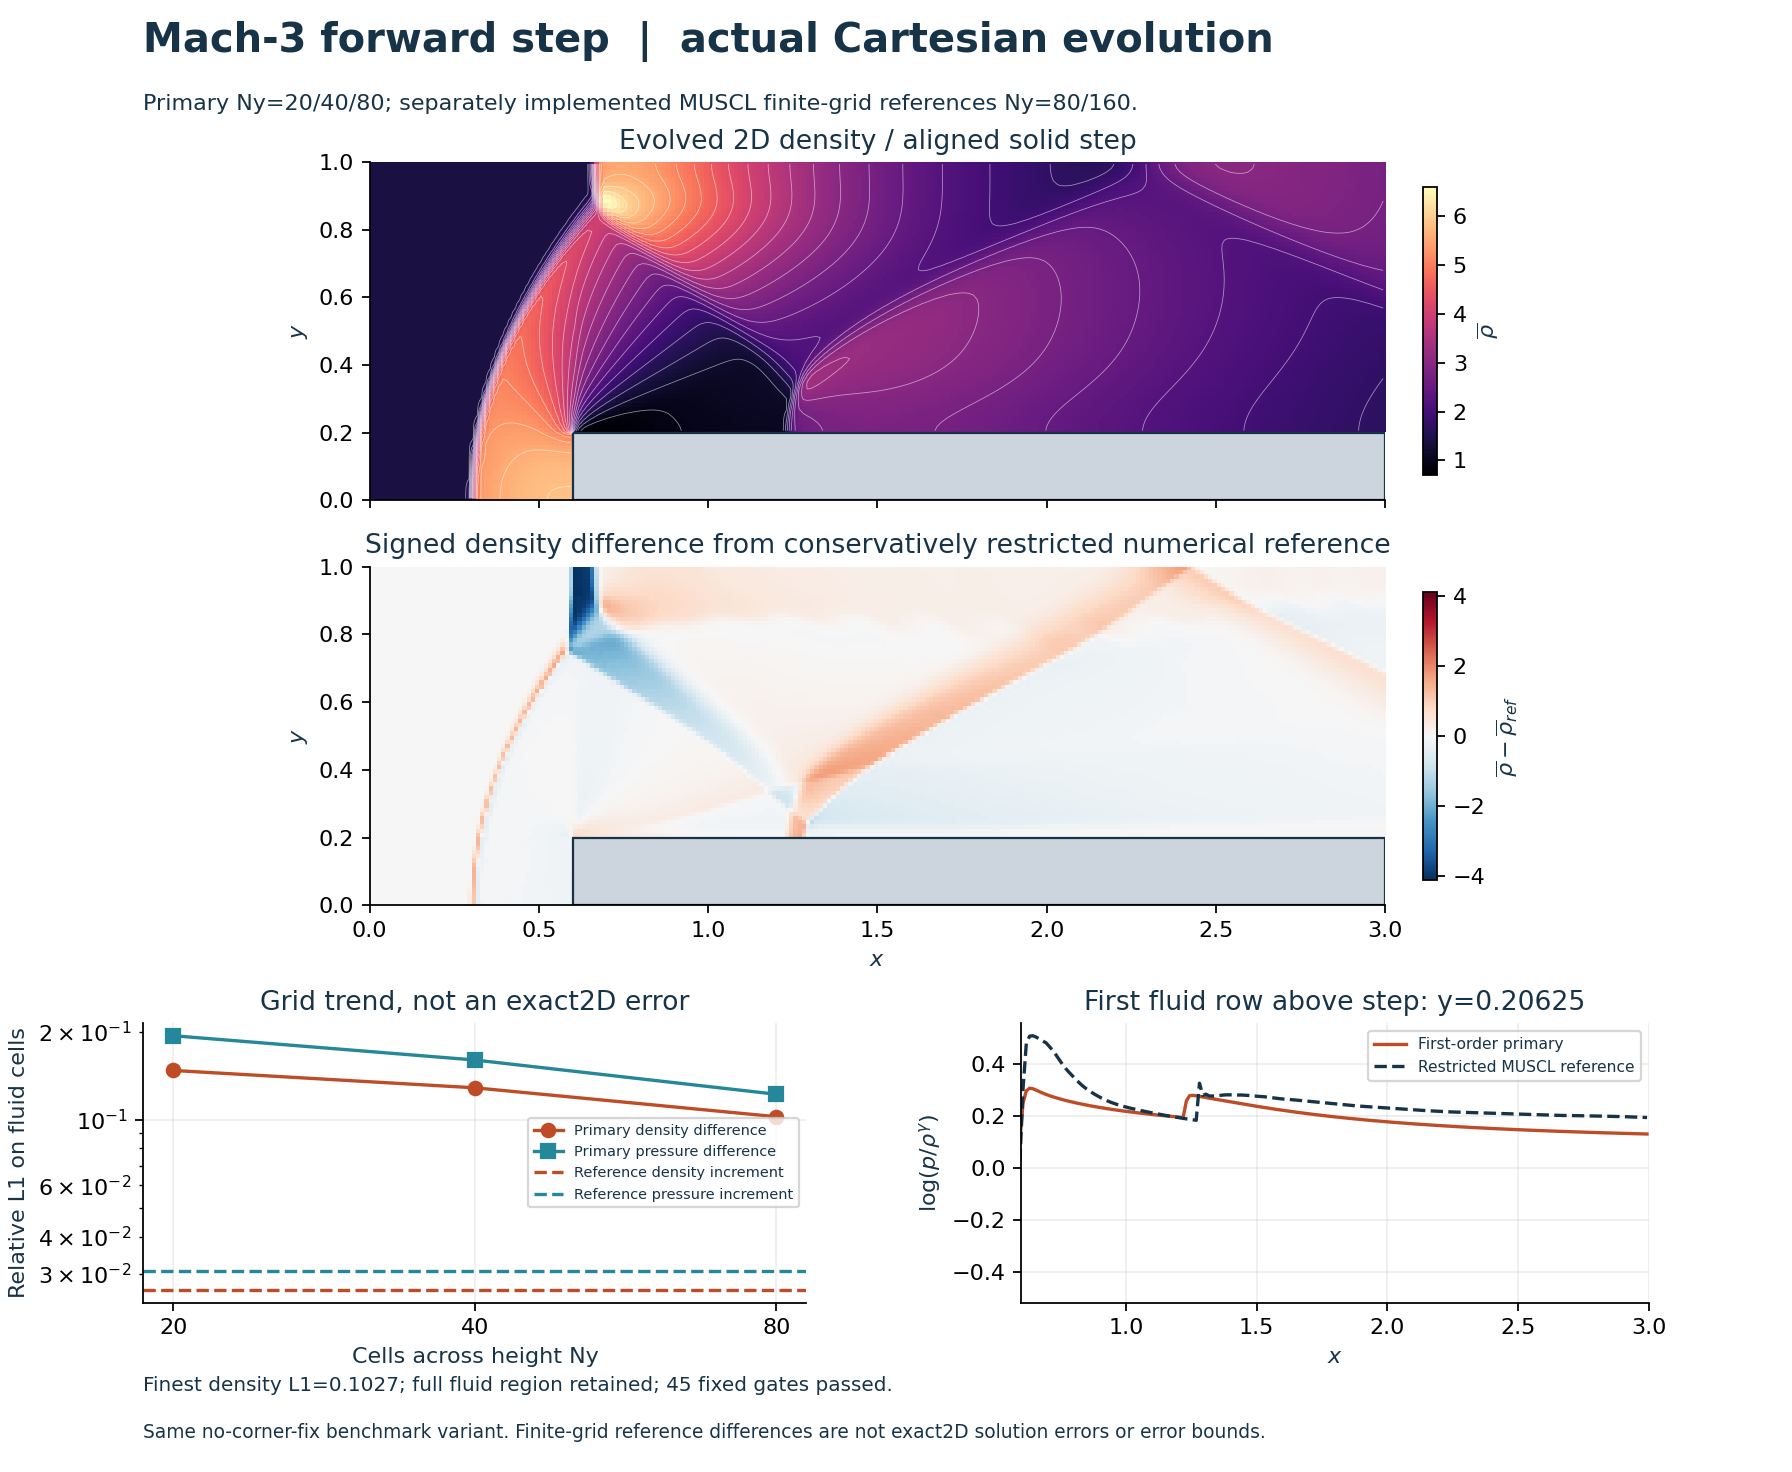 Mach-3 forward step | actual Cartesian evolution
Primary Ny=20/40/80; separately implemented MUSCL finite-grid references Ny=80/160.
Evolved 2D density / aligned solid step
1.0
0.8
0.6
0.4
0.2
0.0
y
6
5
4
3
2
1
ρ̅
Signed density difference from conservatively restricted numerical reference
1.0
0.8
0.6
0.4
0.2
0.0
y
0.0
0.5
1.0
1.5
2.0
2.5
3.0
x
4
2
0
−2
−4
ρ̅ − ρ̅_ref
Grid trend, not an exact2D error
2 × 10⁻¹
10⁻¹
6 × 10⁻²
4 × 10⁻²
3 × 10⁻²
Relative L1 on fluid cells
Primary density difference
Primary pressure difference
Reference density increment
Reference pressure increment
20
40
80
Cells across height Ny
First fluid row above step: y=0.20625
0.4
0.2
0.0
−0.2
−0.4
log(p/ρ^γ)
First-order primary
Restricted MUSCL reference
1.0
1.5
2.0
2.5
3.0
x
Finest density L1=0.1027; full fluid region retained; 45 fixed gates passed.
Same no-corner-fix benchmark variant. Finite-grid reference differences are not exact2D solution errors or error bounds.